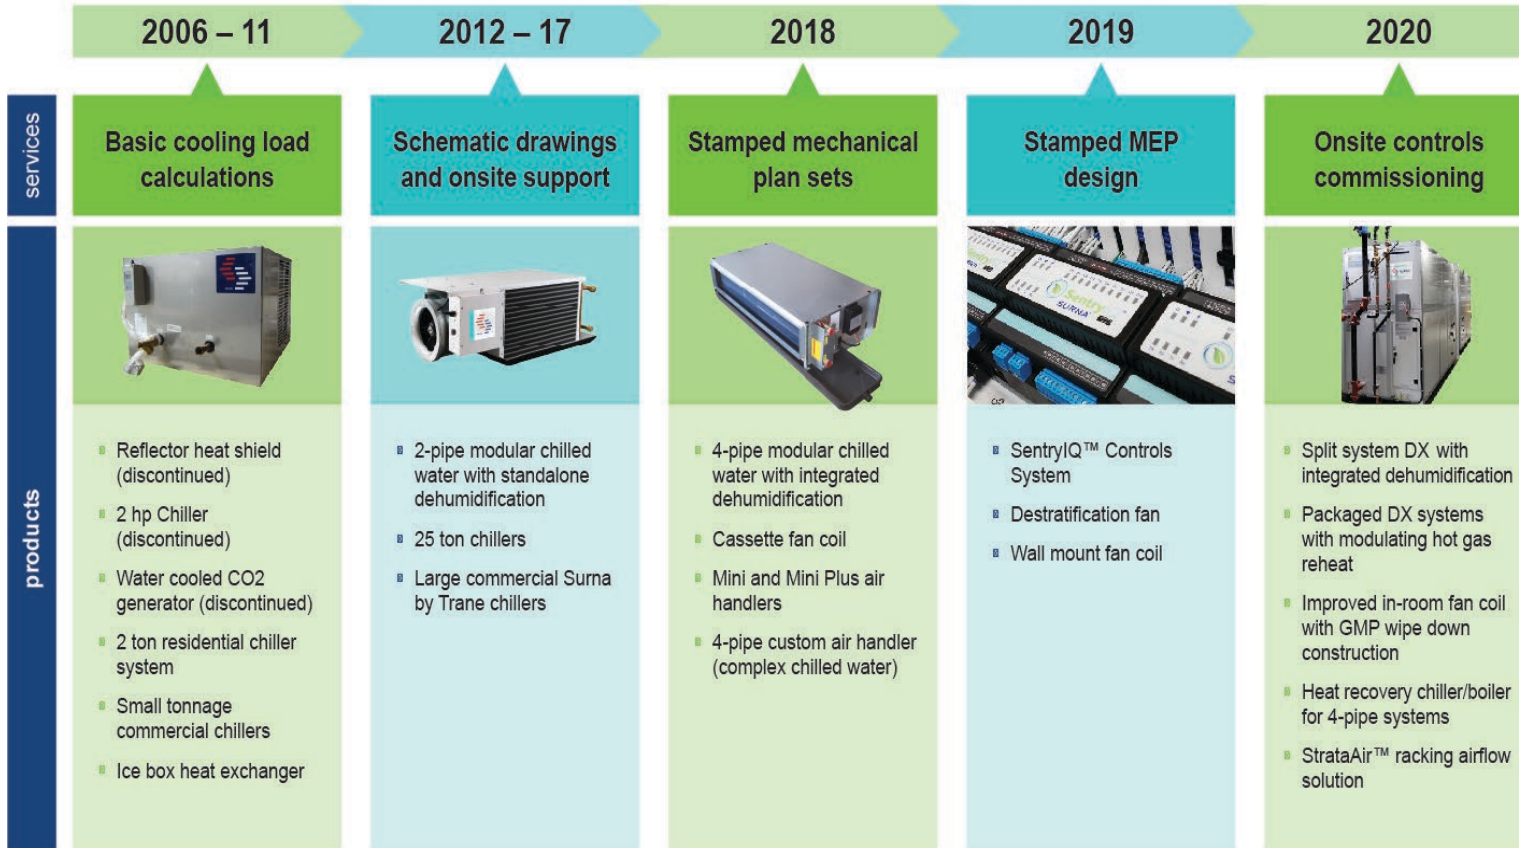 2006 – 11
2012 – 17
2018
2019
2020
services
Basic cooling load
calculations
Schematic drawings
and onsite support
Stamped mechanical
plan sets
Stamped MEP
design
Onsite controls
commissioning
products
Sentry
SURNA
Reflector heat shield
(discontinued)
2 hp Chiller
(discontinued)
Water cooled CO2
generator (discontinued)
2 ton residential chiller
system
Small tonnage
commercial chillers
Ice box heat exchanger
2-pipe modular chilled
water with standalone
dehumidification
25 ton chillers
Large commercial Surna
by Trane chillers
4-pipe modular chilled
water with integrated
dehumidification
Cassette fan coil
Mini and Mini Plus air
handlers
4-pipe custom air handler
(complex chilled water)
SentryIQ™ Controls
System
Destratification fan
Wall mount fan coil
Split system DX with
integrated dehumidification
Packaged DX systems
with modulating hot gas
reheat
Improved in-room fan coil
with GMP wipe down
construction
Heat recovery chiller/boiler
for 4-pipe systems
StrataAir™ racking airflow
solution